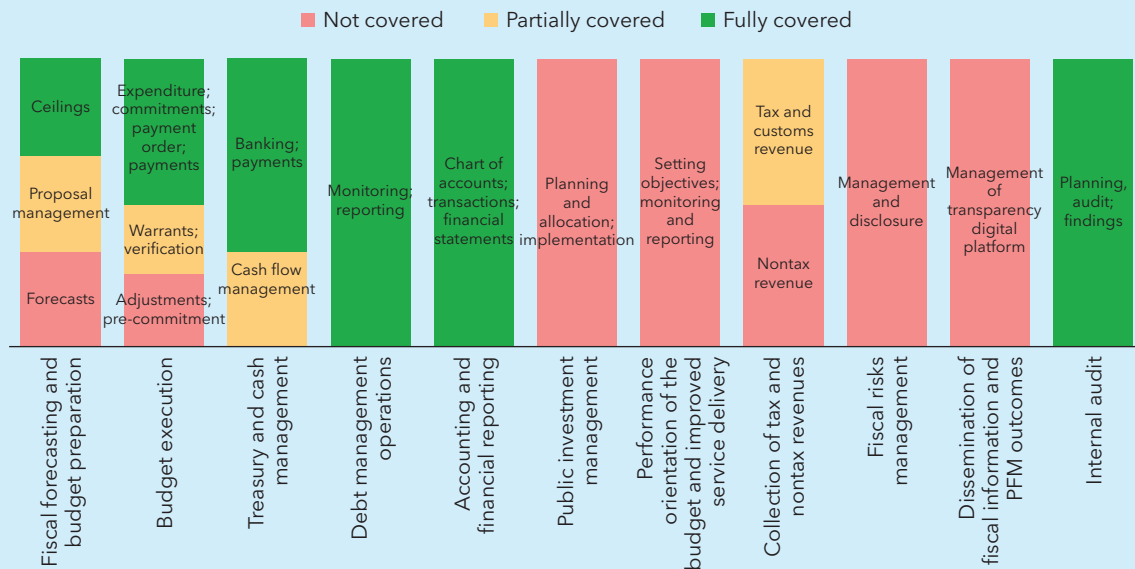 Not covered
Partially covered
Fully covered
Ceilings
Proposal
management
Forecasts
Expenditure;
commitments;
payment
order;
payments
Warrants;
verification
Adjustments;
pre-commitment
Banking;
payments
Cash flow
management
Monitoring;
reporting
Chart of
accounts;
transactions;
financial
statements
Planning
and
allocation;
implementation
Setting
objectives;
monitoring
and
reporting
Tax and
customs
revenue
Nontax
revenue
Management
and
disclosure
Management
of
transparency
digital
platform
Planning,
audit;
findings
Fiscal forecasting and
budget preparation
Budget execution
Treasury and cash
management
Debt management
operations
Accounting and
financial reporting
Public investment
management
Performance
orientation of the
budget and improved
service delivery
Collection of tax and
nontax revenues
Fiscal risks
management
Dissemination of
fiscal information and
PFM outcomes
Internal audit